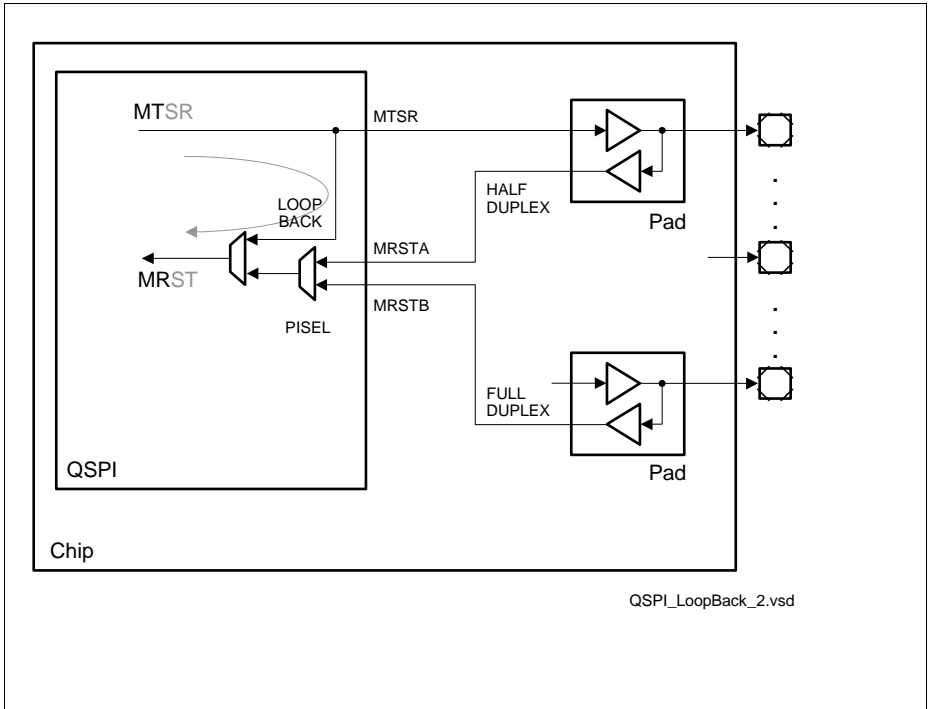 MTSR
MTSR
LOOP
BACK
HALF
DUPLEX
Pad
MRSTA
MRST
MRSTB
PISEL
FULL
DUPLEX
QSPI
Pad
Chip
QSPI_LoopBack_2.vsd